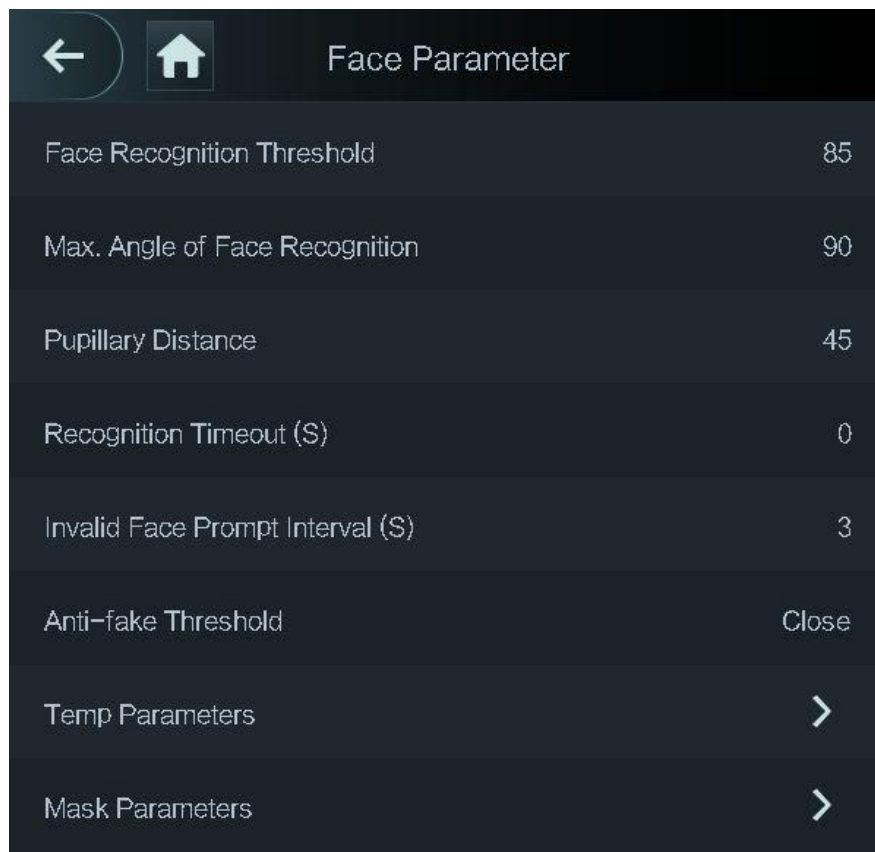 Face Parameter
Face Recognition Threshold 85
Max. Angle of Face Recognition 90
Pupillary Distance 45
Recognition Timeout (S) 0
Invalid Face Prompt Interval (S) 3
Anti-fake Threshold Close
Temp Parameters
Mask Parameters